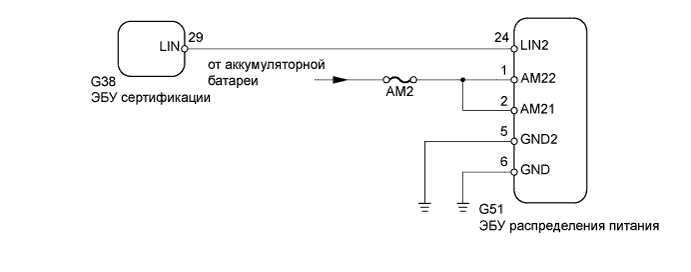 LIN 29
24 LIN2
от аккумуляторной
батареи
1 AM22
AM2
G38
ЭБУ сертификации
2 AM21
5 GND2
6 GND
G51
ЭБУ распределения питания